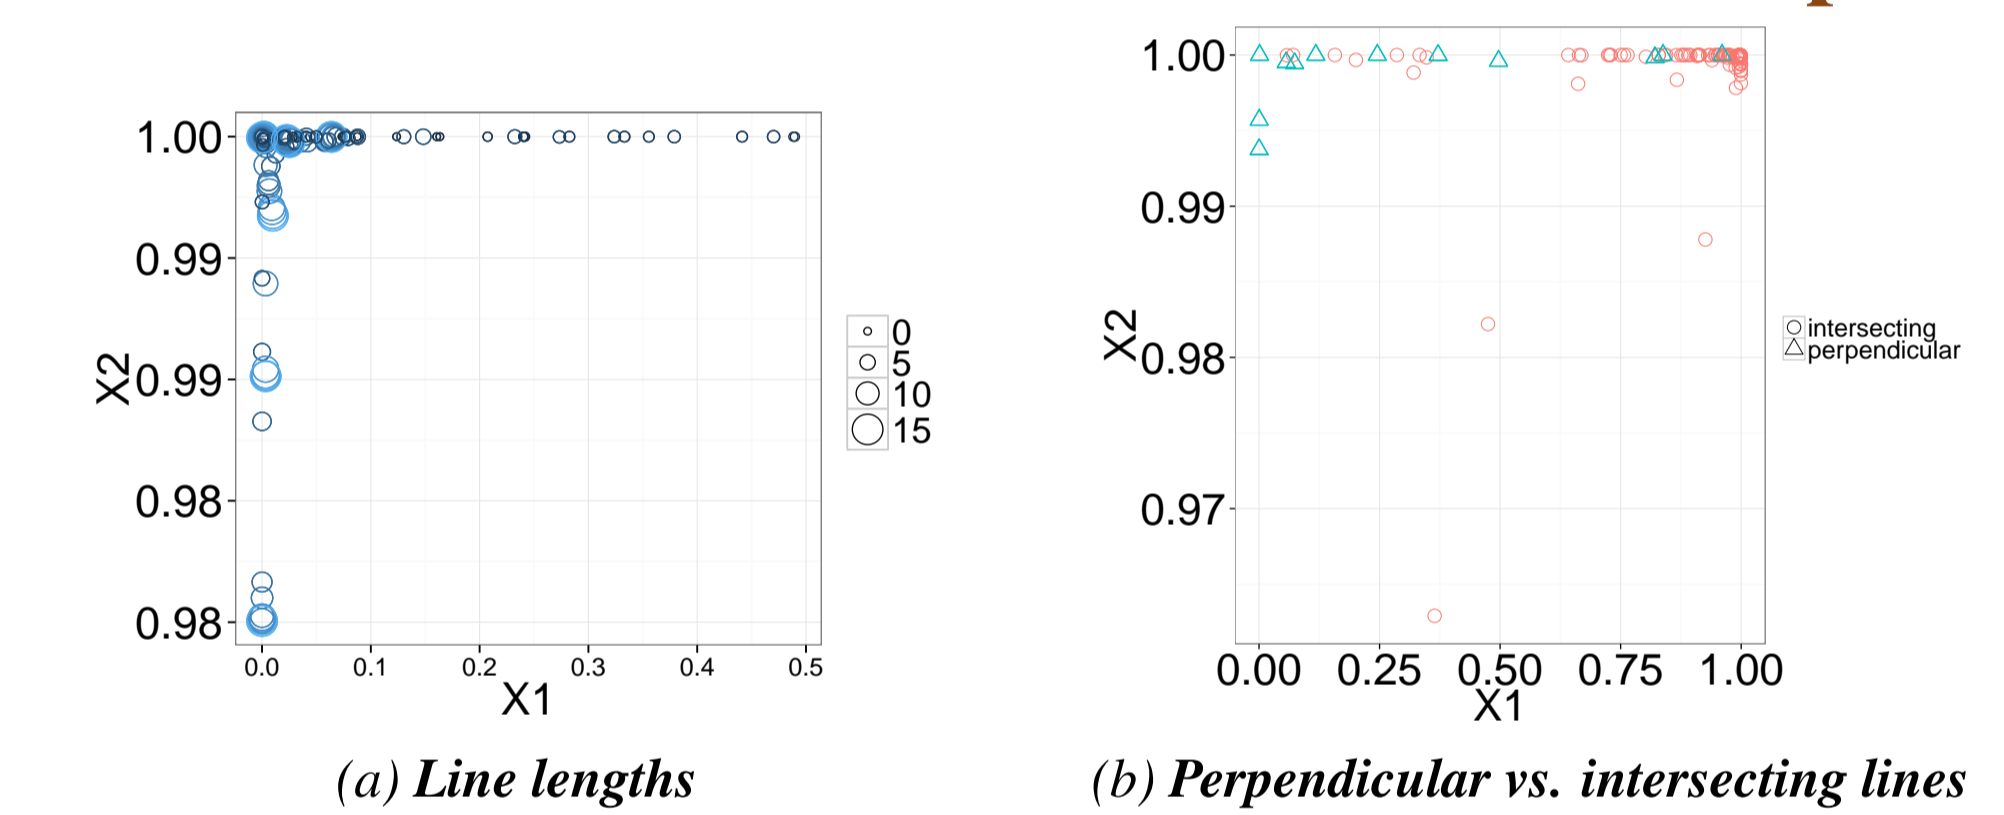 1.00
0.99
0.99
0.98
0.98
X2
0.0 0.1 0.2 0.3 0.4 0.5
X1
0
5
10
15
(a) Line lengths
1.00
0.99
0.98
0.97
X2
0.00 0.25 0.50 0.75 1.00
X1
intersecting
perpendicular
(b) Perpendicular vs. intersecting lines